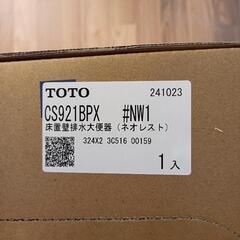 TOTO 241023
CS921BPX #NW1
床置壁排水大便器(ネオレスト)
324X2 3C516 00159
1入